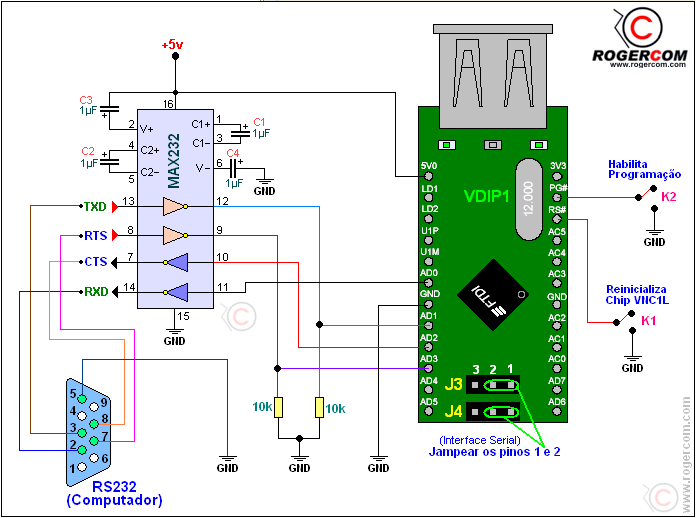 ROGERCOM
www.rogercom.com
+5v
C3
1µF
16
2
V+
C1+
1
C1
1µF
C1−
3
C2
1µF
4
C2+
C2−
5
MAX232
V−
6
C4
1µF
GND
TXD
13
12
RTS
8
9
CTS
7
10
RXD
14
11
15
GND
5V0
LD1
LD2
U1P
U1M
AD0
GND
AD1
AD2
AD3
AD4
AD5
VDIP1
12.000
FTDI
3V3
PG#
RS#
AC5
AC4
AC3
GND
AC2
AC1
AC0
AD7
AD6
Habilita
Programação
K2
GND
Reinicializa
Chip VNC1L
K1
GND
J3
3 2 1
J4
(Interface Serial)
Jampear os pinos 1 e 2
10k
10k
GND
GND
5
9
4
8
3
7
2
6
1
RS232
(Computador)
© www.rogercom.com